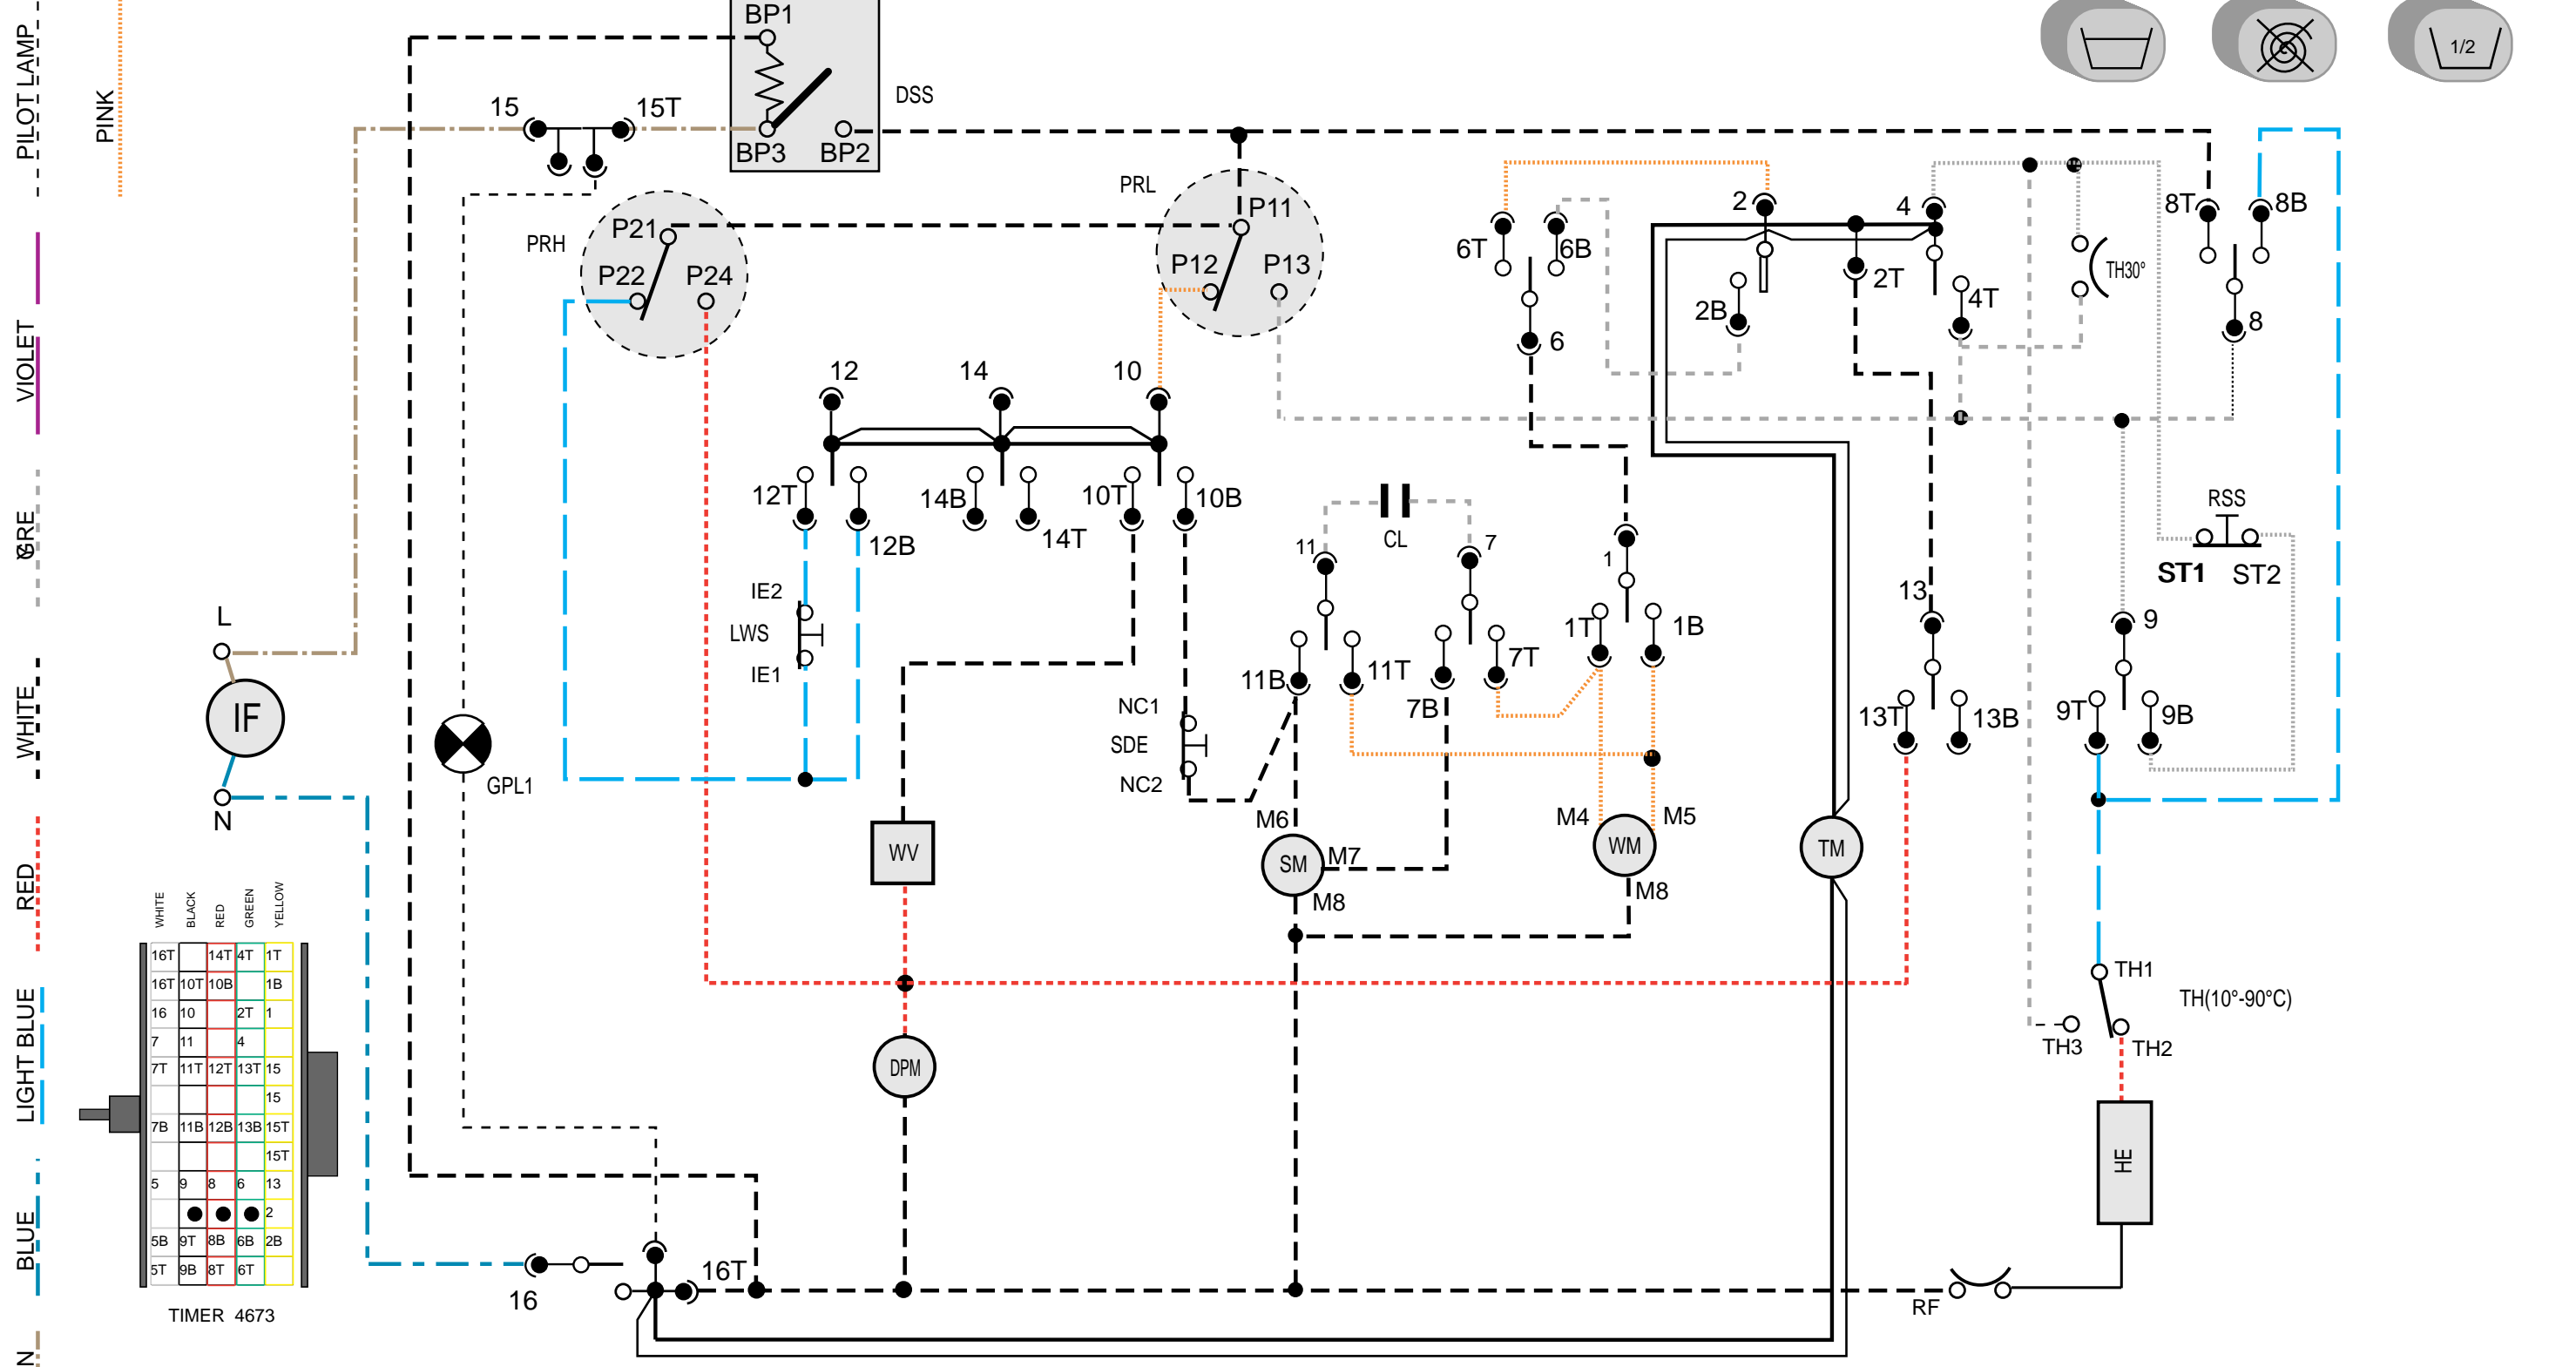 PILOT LAMP
PINK
VIOLET
GRE
WHITE
RED
LIGHT BLUE
BLUE
N
BP1
BP3
BP2
DSS
15
15T
1/2
PRH
P21
P22
P24
PRL
P11
P12
P13
6T
6B
6
2
2B
2T
4
4T
TH30°
8T
8B
8
12
14
10
12T
12B
14B
14T
10T
10B
IE2
LWS
IE1
NC1
SDE
NC2
11
CL
7
11B
11T
7B
7T
1
1T
1B
13
13T
13B
RSS
ST1
ST2
9
9T
9B
L
IF
N
GPL1
WV
M6
SM
M7
M8
M4
WM
M5
M8
TM
DPM
TH1
TH(10°-90°C)
TH3
TH2
HE
RF
16
16T
WHITE BLACK RED GREEN YELLOW
16T 14T 4T 1T
16T 10T 10B 1B
16 10 2T 1
7 11 4
7T 11T 12T 13T 15
15
7B 11B 12B 13B 15T
15T
5 9 8 6 13
2
5B 9T 8B 6B 2B
5T 9B 8T 6T
TIMER 4673